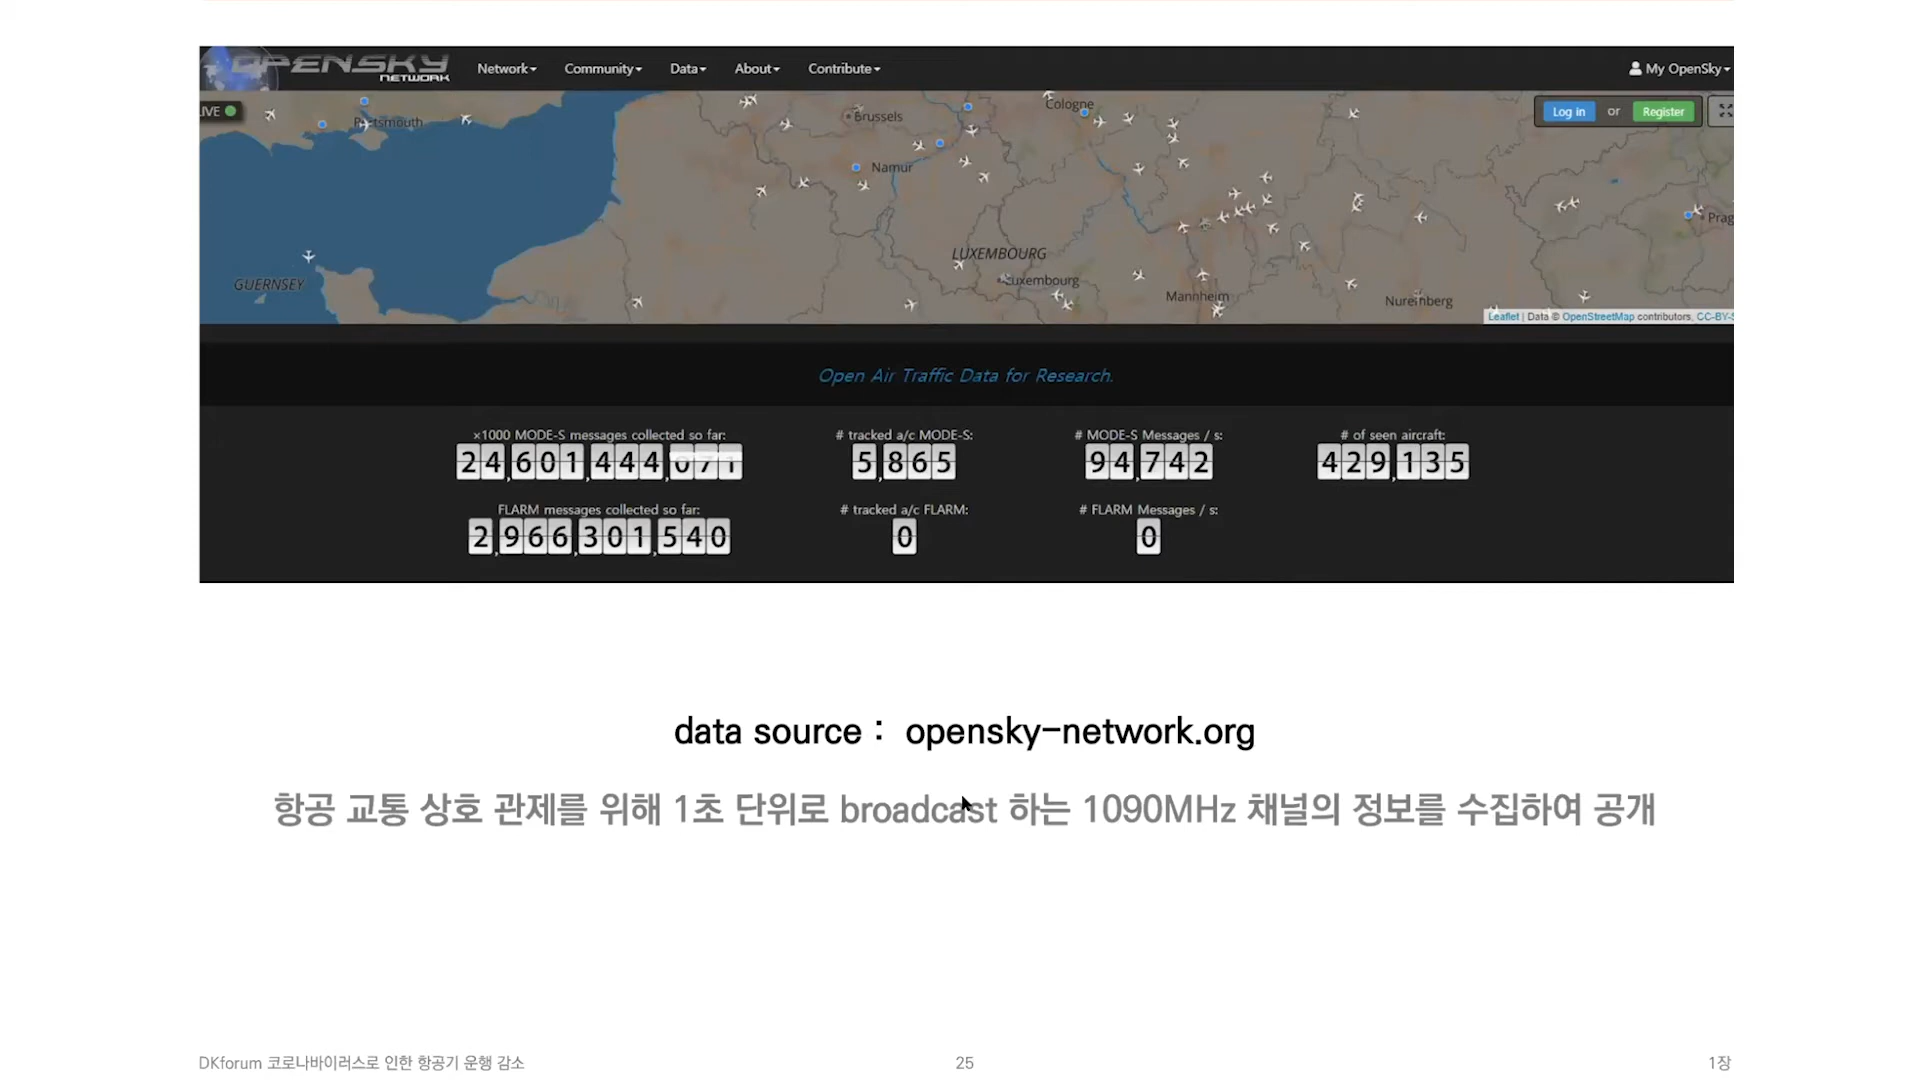 OPENSKY
NETWORK
Network Community Data About Contribute My OpenSky
LIVE
Portsmouth
Brussels
Cologne
Log in or Register
Namur
Prag
LUXEMBOURG
GUERNSEY
Luxembourg
Mannheim
Nuremberg
Leaflet | Data © OpenStreetMap contributors, CC-BY-S
Open Air Traffic Data for Research.
×1000 MODE-S messages collected so far: # tracked a/c MODE-S: # MODE-S Messages / s: # of seen aircraft:
24,601,444,071 5,865 94,742 429,135
FLARM messages collected so far: # tracked a/c FLARM: # FLARM Messages / s:
2,966,301,540 0 0
data source : opensky-network.org
항공 교통 상호 관제를 위해 1초 단위로 broadcast 하는 1090MHz 채널의 정보를 수집하여 공개
DKforum 코로나바이러스로 인한 항공기 운행 감소 25 1장